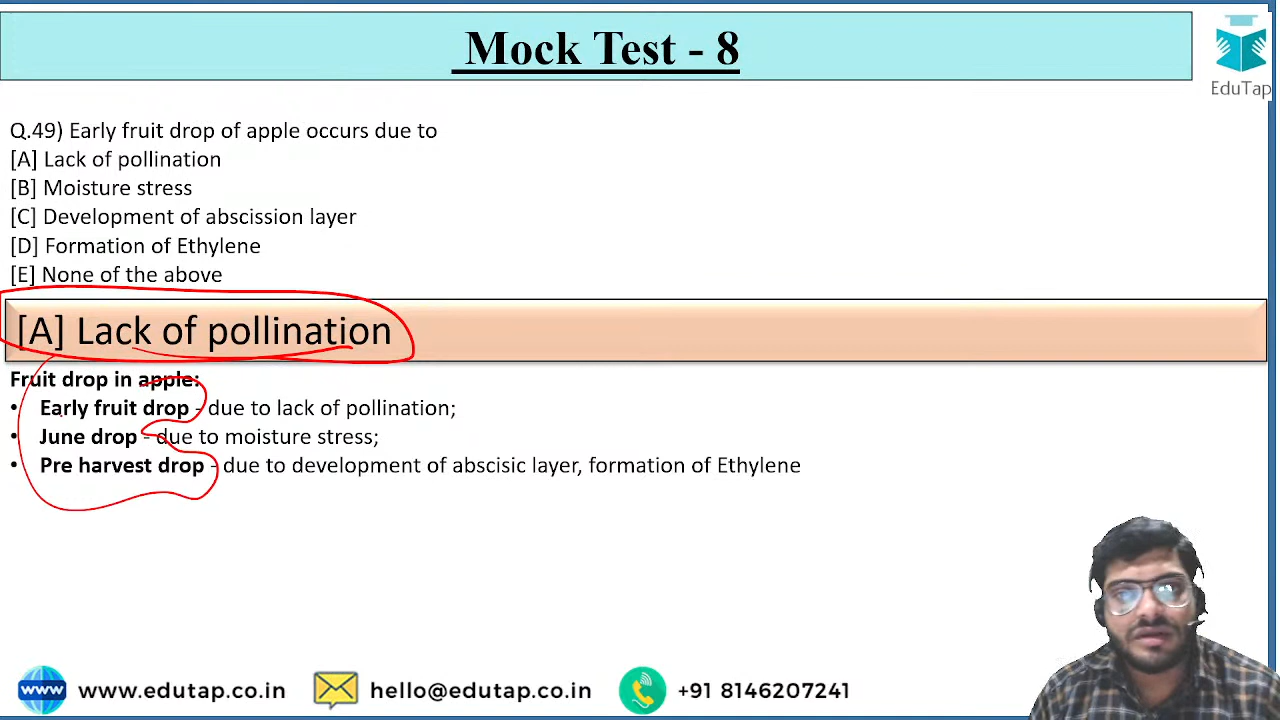 Mock Test - 8
EduTap
Q.49) Early fruit drop of apple occurs due to
[A] Lack of pollination
[B] Moisture stress
[C] Development of abscission layer
[D] Formation of Ethylene
[E] None of the above
[A] Lack of pollination
Fruit drop in apple:
• Early fruit drop - due to lack of pollination;
• June drop - due to moisture stress;
• Pre harvest drop - due to development of abscisic layer, formation of Ethylene
www www.edutap.co.in hello@edutap.co.in +91 8146207241